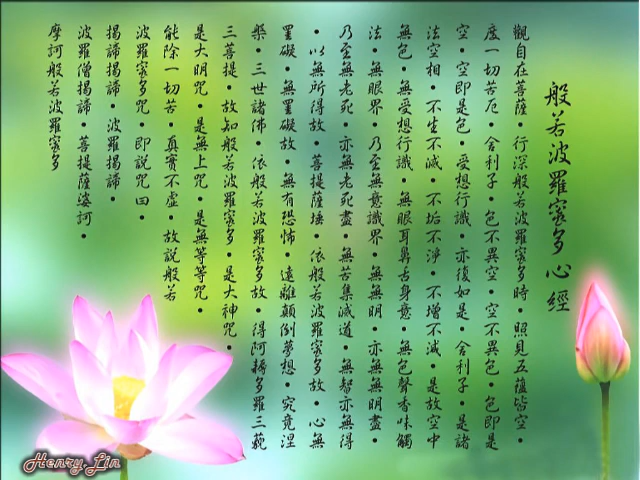 般若波羅蜜多心經
觀自在菩薩•行深般若波羅蜜多時•照見五蘊皆空•
度一切苦厄•舍利子•色不異空•空不異色•色即是
空•空即是色•受想行識•亦復如是•舍利子•是諸
法空相•不生不滅•不垢不淨•不增不減•是故空中
無色•無受想行識•無眼耳鼻舌身意•無色聲香味觸
法•無眼界•乃至無意識界•無無明•亦無無明盡•
乃至無老死•亦無老死盡•無苦集滅道•無智亦無得
•以無所得故•菩提薩埵•依般若波羅蜜多故•心無
罣礙•無罣礙故•無有恐怖•遠離顛倒夢想•究竟涅
槃•三世諸佛•依般若波羅蜜多故•得阿耨多羅三藐
三菩提•故知般若波羅蜜多•是大神咒•
是大明咒•是無上咒•是無等等咒•
能除一切苦•真實不虛•故說般若
波羅蜜多咒•即說咒曰•
揭諦揭諦•波羅揭諦•
波羅僧揭諦•菩提薩婆訶•
摩訶般若波羅蜜多
Henry Lin